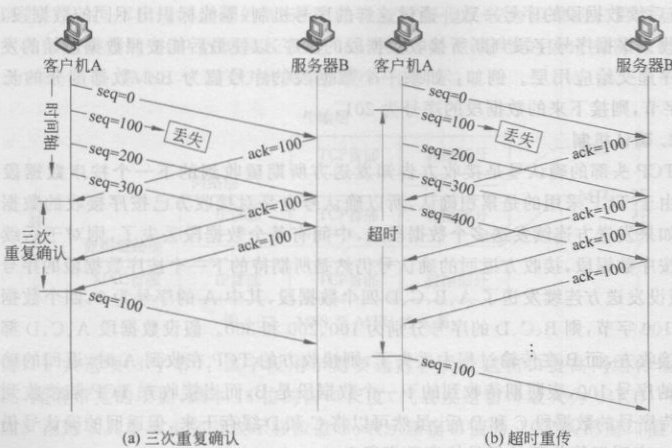 客户机A
服务器B
客户机A
服务器B
时间轴
seq=0
seq=100
丢失
seq=200
seq=300
ack=100
ack=100
ack=100
三次
重复确认
seq=100
(a) 三次重复确认
超时
seq=0
seq=100
丢失
seq=200
seq=300
seq=400
ack=100
ack=100
ack=100
ack=100
seq=100
(b) 超时重传